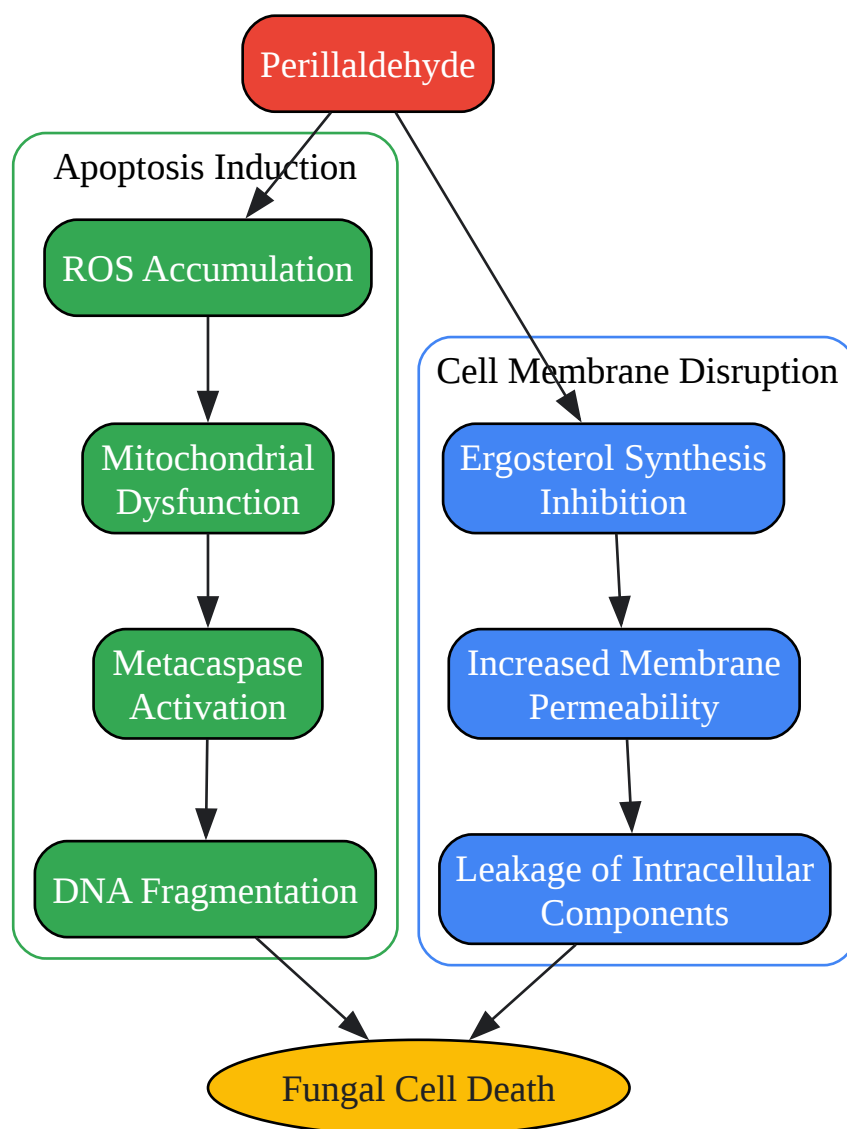 Perillaldehyde
Apoptosis Induction
ROS Accumulation
Mitochondrial
Dysfunction
Metacaspase
Activation
DNA Fragmentation
Cell Membrane Disruption
Ergosterol Synthesis
Inhibition
Increased Membrane
Permeability
Leakage of Intracellular
Components
Fungal Cell Death